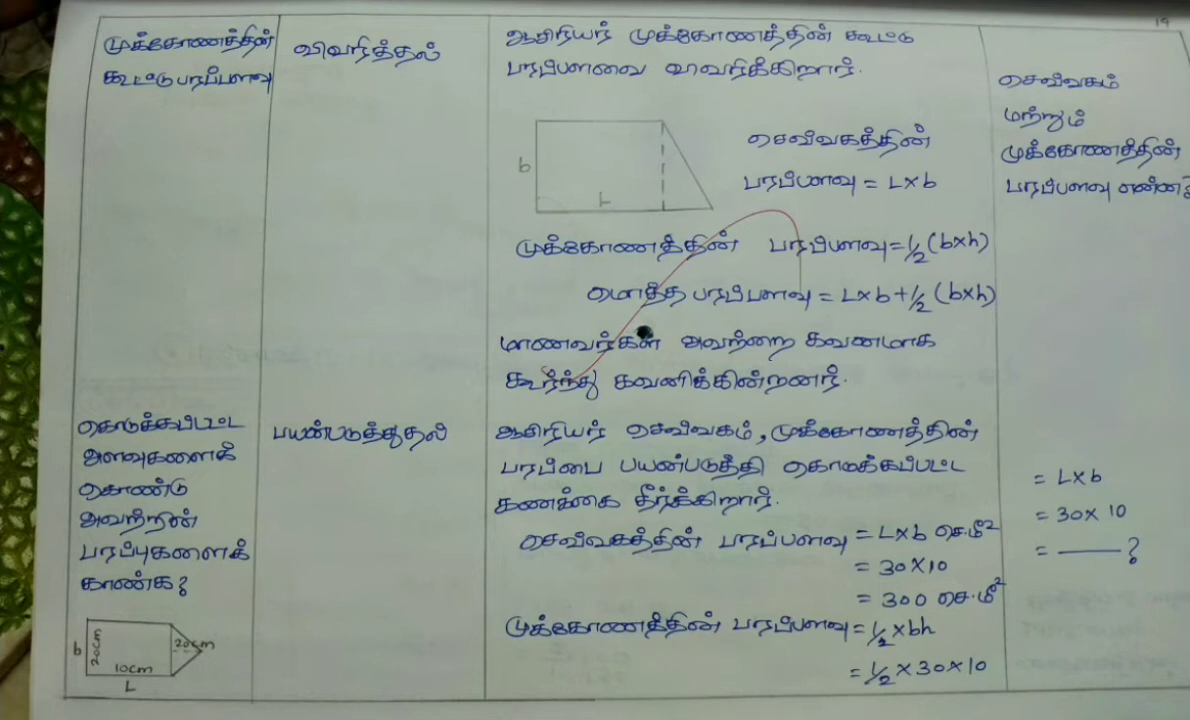 19
முக்கோணத்தின்
கூட்டு பரப்பளவு
விவரித்தல்
ஆசிரியர் முக்கோணத்தின் கூட்டு
பரப்பளவை விவரிக்கிறார்.
b
L
செவ்வகத்தின்
பரப்பளவு = L×b
முக்கோணத்தின் பரப்பளவு = 1/2 (b×h)
மொத்த பரப்பளவு = L×b + 1/2 (b×h)
மாணவர்கள் அவற்றை கவனமாக
கூர்ந்து கவனிக்கின்றனர்.
செவ்வகம்
மற்றும்
முக்கோணத்தின்
பரப்பளவு என்ன?
கொடுக்கப்பட்ட
அளவுகளைக்
கொண்டு
அவற்றின்
பரப்புகளைக்
காண்க?
b
20cm
10cm
20cm
L
பயன்படுத்துதல்
ஆசிரியர் செவ்வகம், முக்கோணத்தின்
பரப்பை பயன்படுத்தி கொடுக்கப்பட்ட
கணக்கை தீர்க்கிறார்.
செவ்வகத்தின் பரப்பளவு = L×b செ.மீ²
= 30×10
= 300 செ.மீ²
முக்கோணத்தின் பரப்பளவு = 1/2 × bh
= 1/2 × 30 × 10
= L×b
= 30×10
= —— ?